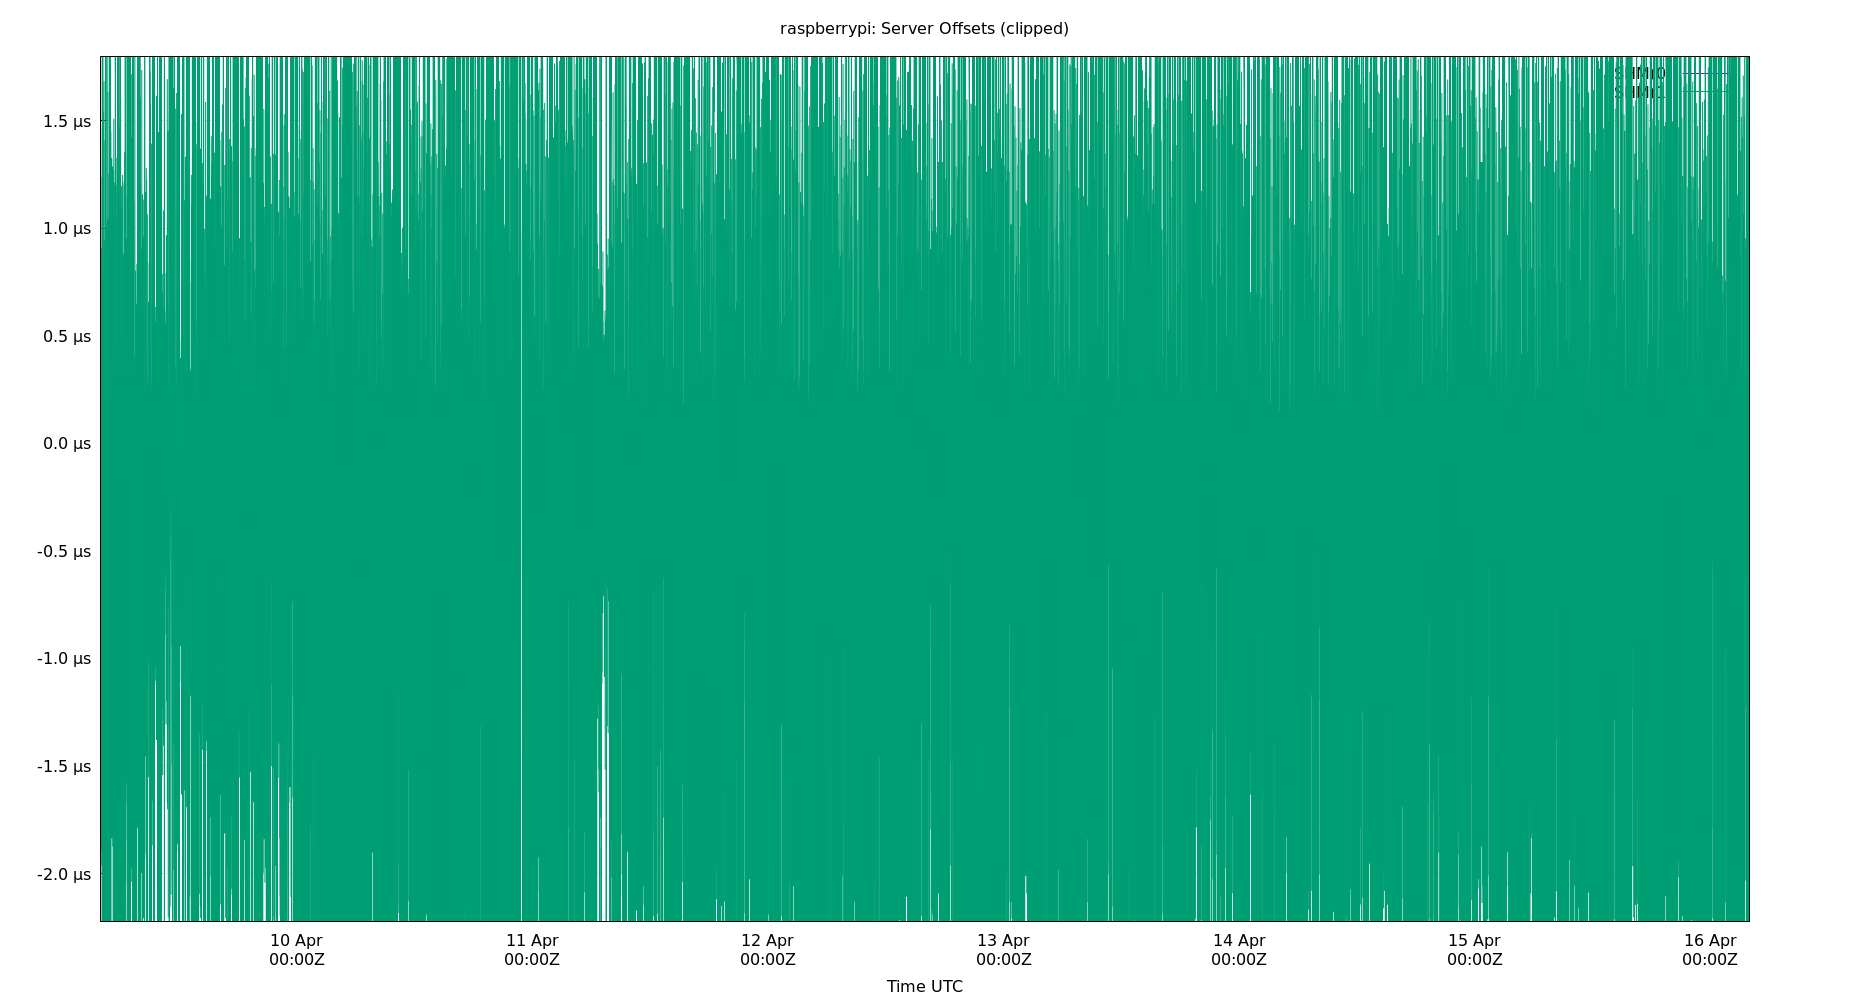 raspberrypi: Server Offsets (clipped)
1.5 µs
1.0 µs
0.5 µs
0.0 µs
-0.5 µs
-1.0 µs
-1.5 µs
-2.0 µs
10 Apr
00:00Z
11 Apr
00:00Z
12 Apr
00:00Z
13 Apr
00:00Z
14 Apr
00:00Z
15 Apr
00:00Z
16 Apr
00:00Z
Time UTC